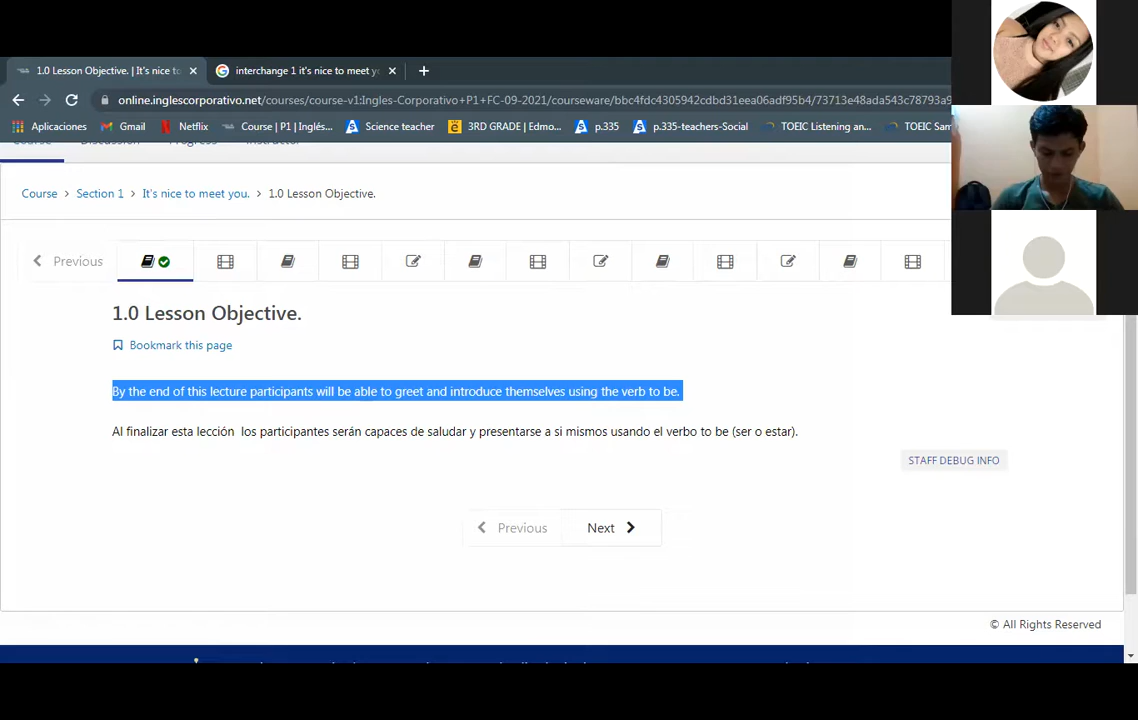 1.0 Lesson Objective. | It's nice to
interchange 1 it's nice to meet yo
online.inglescorporativo.net/courses/course-v1:Ingles-Corporativo+P1+FC-09-2021/courseware/bbc4fdc4305942cdbd31eea06adf95b4/73713e48ada543c78793a9
Aplicaciones Gmail Netflix Course | P1 | Inglés... Science teacher 3RD GRADE | Edmo... p.335 p.335-teachers-Social TOEIC Listening an... TOEIC Sam
Course Discussion Progress Instructor
Course > Section 1 > It's nice to meet you. > 1.0 Lesson Objective.
Previous
1.0 Lesson Objective.
Bookmark this page
By the end of this lecture participants will be able to greet and introduce themselves using the verb to be.
Al finalizar esta lección los participantes serán capaces de saludar y presentarse a si mismos usando el verbo to be (ser o estar).
STAFF DEBUG INFO
Previous Next
© All Rights Reserved